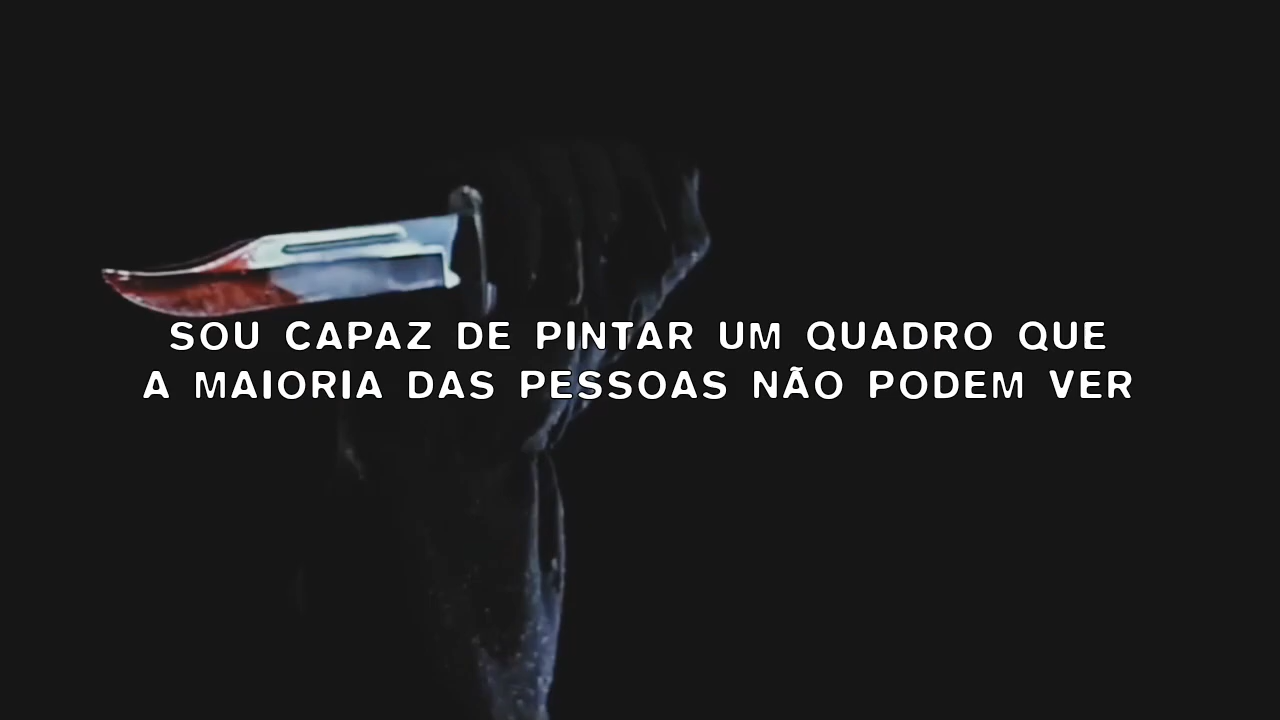 SOU CAPAZ DE PINTAR UM QUADRO QUE
A MAIORIA DAS PESSOAS NÃO PODEM VER